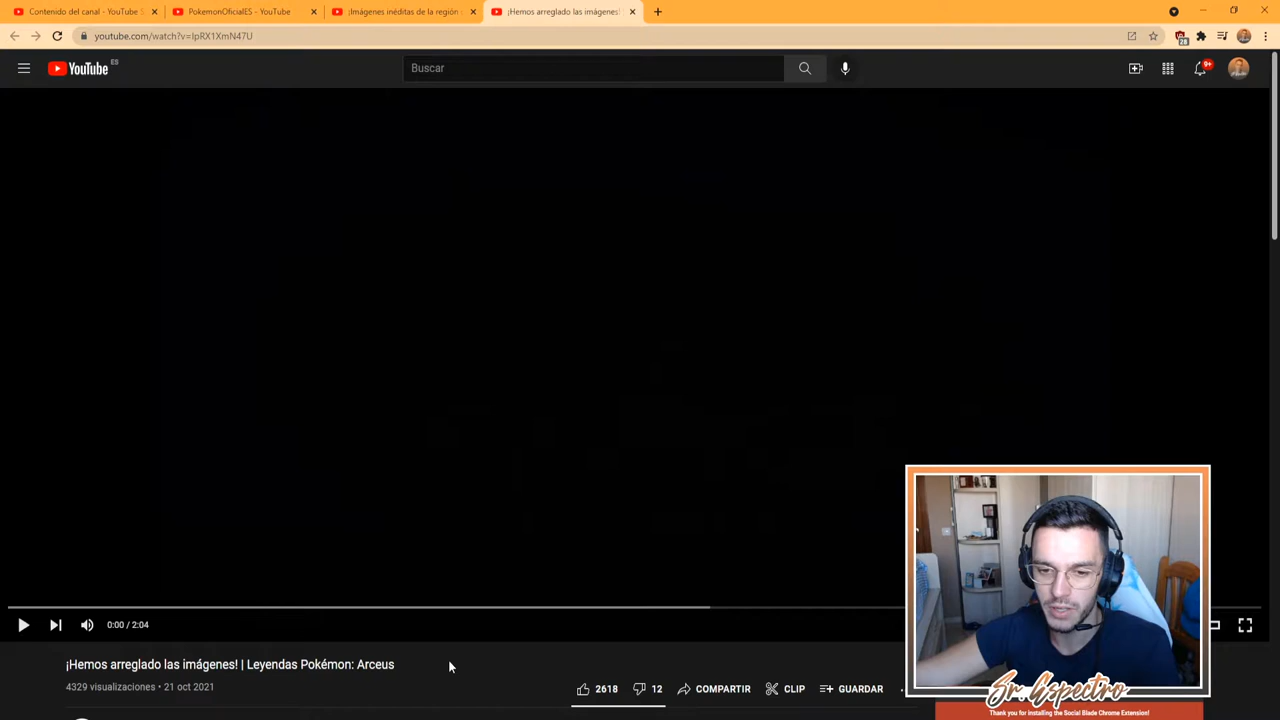 Contenido del canal - YouTube S
PokemonOficialES - YouTube
¡Imágenes inéditas de la región
¡Hemos arreglado las imágenes!
youtube.com/watch?v=IpRX1XmN47U
28
YouTube ES
Buscar
9+
0:00 / 2:04
¡Hemos arreglado las imágenes! | Leyendas Pokémon: Arceus
4329 visualizaciones • 21 oct 2021
2618
12
COMPARTIR
CLIP
GUARDAR
Sr. Espectro
Thank you for installing the Social Blade Chrome Extension!